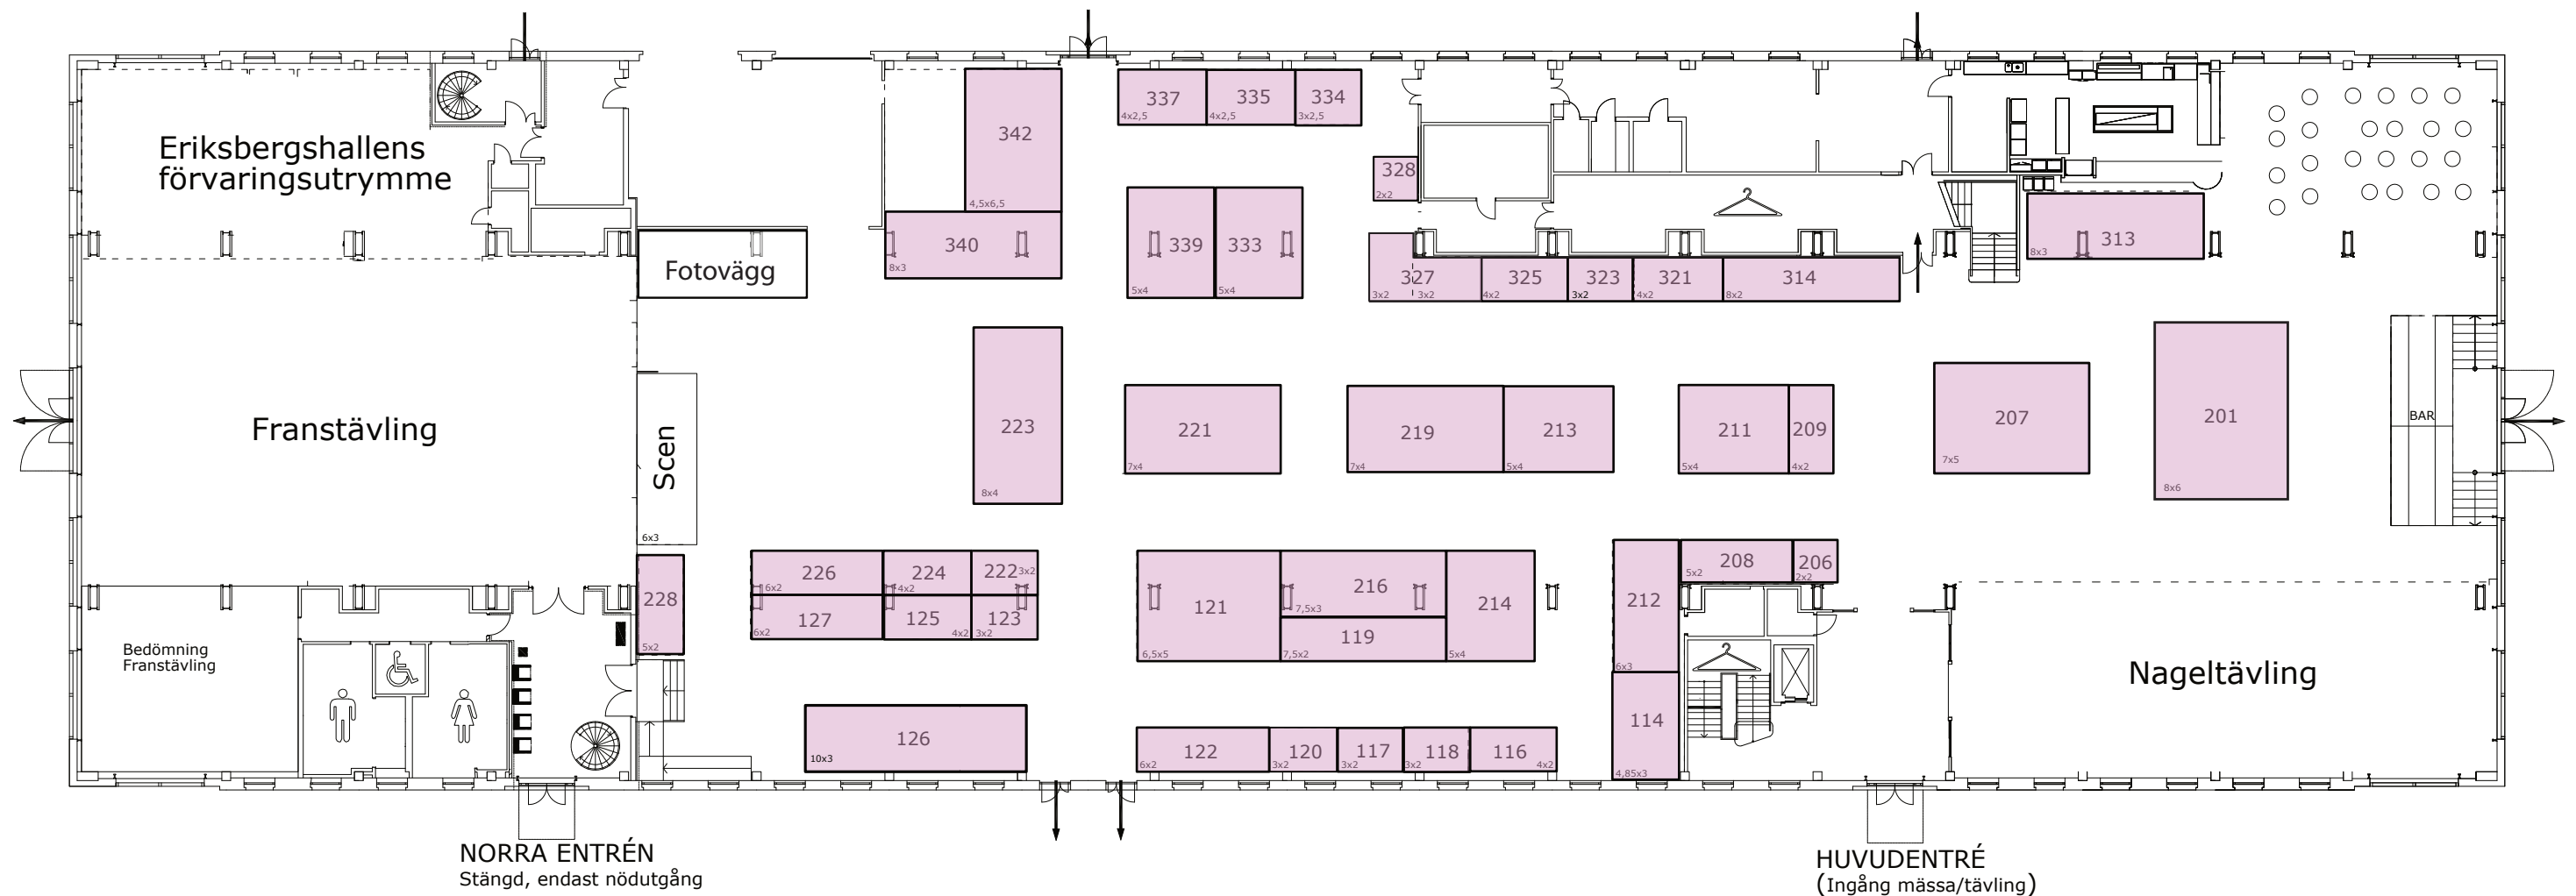 337
4x2,5
335
4x2,5
334
3x2,5
342
4,5x6,5
Eriksbergshallens
förvaringsutrymme
328
2x2
340
8x3
339
5x4
333
5x4
313
8x3
Fotovägg
327
3x2
3x2
325
4x2
323
3x2
321
4x2
314
8x2
Franstävling
Scen
6x3
223
8x4
221
7x4
219
7x4
213
5x4
211
5x4
209
4x2
207
7x5
201
8x6
BAR
228
5x2
226
6x2
224
4x2
222
3x2
127
6x2
125
4x2
123
3x2
121
6,5x5
216
7,5x3
119
7,5x2
214
5x4
212
6x3
208
5x2
206
2x2
Bedömning
Franstävling
Nageltävling
126
10x3
122
6x2
120
3x2
117
3x2
118
3x2
116
4x2
114
4,85x3
NORRA ENTRÉN
Stängd, endast nödutgång
HUVUDENTRÉ
(Ingång mässa/tävling)